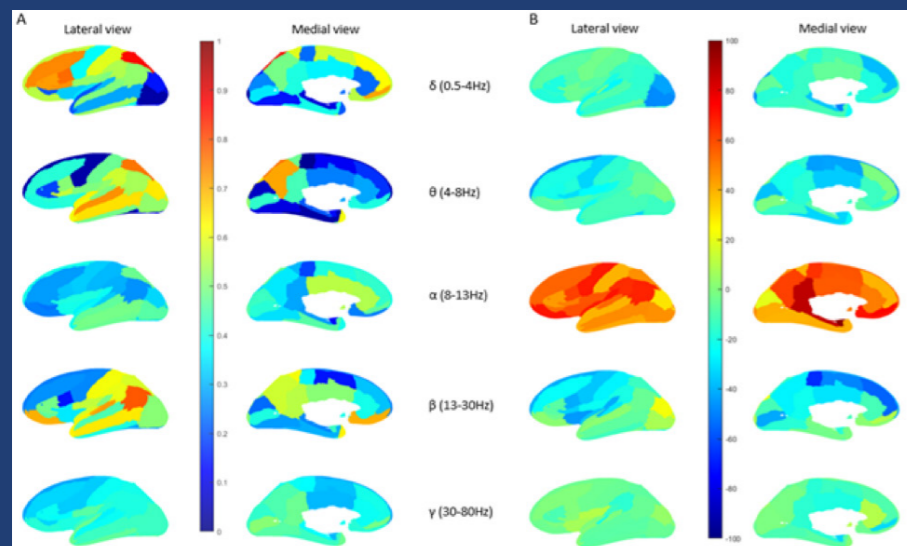 A
Lateral view
Medial view
B
Lateral view
Medial view
1
0.9
0.8
0.7
0.6
0.5
0.4
0.3
0.2
0.1
0
δ (0.5-4Hz)
θ (4-8Hz)
α (8-13Hz)
β (13-30Hz)
γ (30-80Hz)
100
80
60
40
20
0
-20
-40
-60
-80
-100